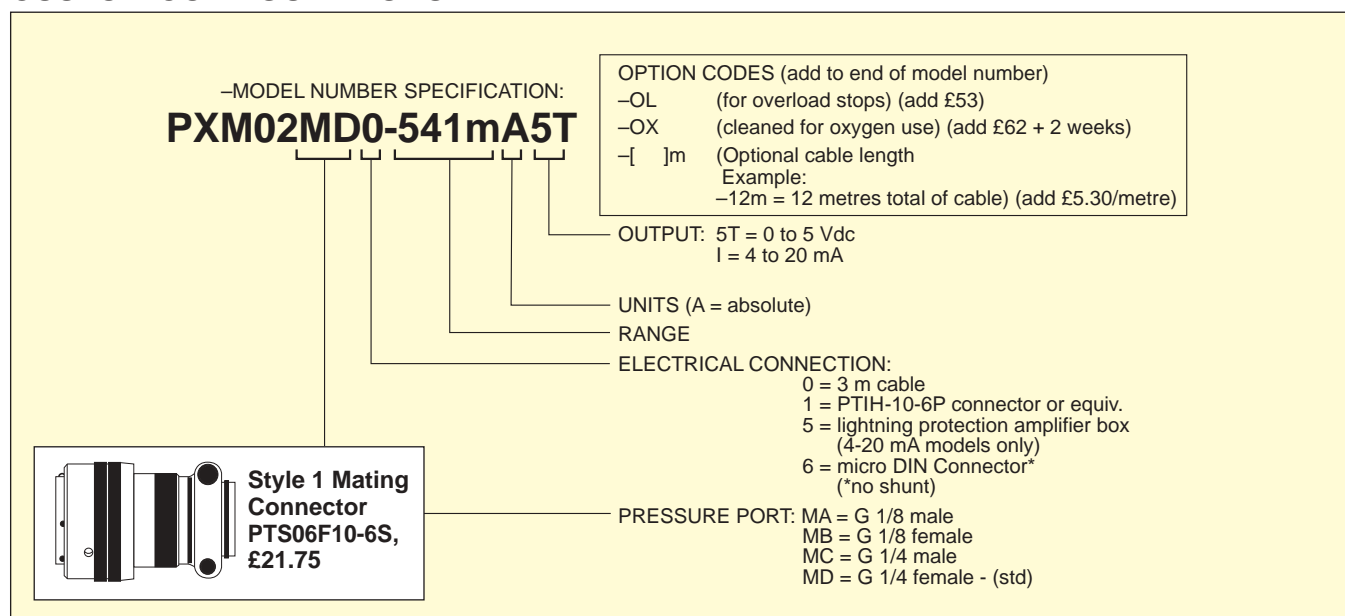 –MODEL NUMBER SPECIFICATION:
PXM02MD0-541mA5T
OPTION CODES (add to end of model number)
–OL (for overload stops) (add £53)
–OX (cleaned for oxygen use) (add £62 + 2 weeks)
–[ ]m (Optional cable length
Example:
–12m = 12 metres total of cable) (add £5.30/metre)
OUTPUT: 5T = 0 to 5 Vdc
I = 4 to 20 mA
UNITS (A = absolute)
RANGE
ELECTRICAL CONNECTION:
0 = 3 m cable
1 = PTIH-10-6P connector or equiv.
5 = lightning protection amplifier box
(4-20 mA models only)
6 = micro DIN Connector*
(*no shunt)
Style 1 Mating
Connector
PTS06F10-6S,
£21.75
PRESSURE PORT: MA = G 1/8 male
MB = G 1/8 female
MC = G 1/4 male
MD = G 1/4 female - (std)